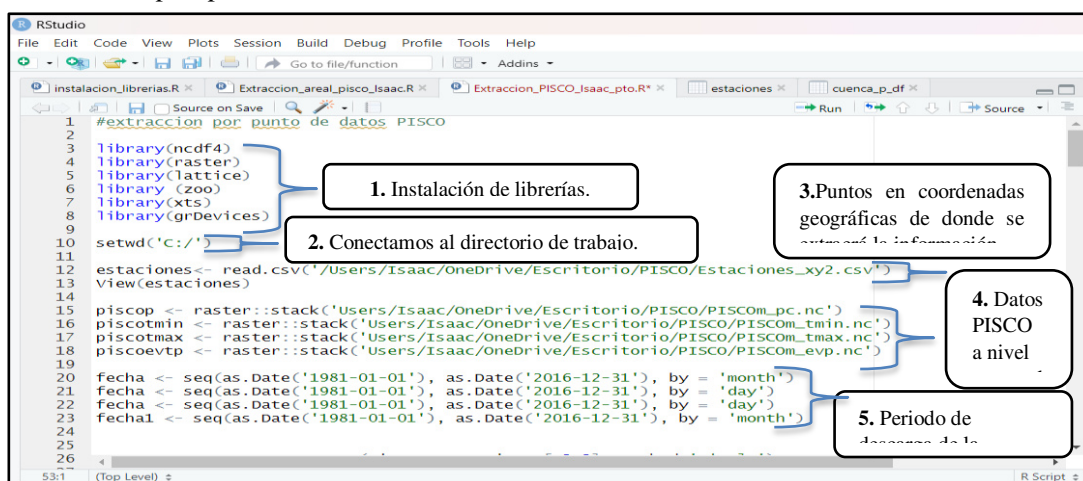 RStudio
File Edit Code View Plots Session Build Debug Profile Tools Help
Go to file/function Addins
instalacion_librerias.R Extraccion_areal_pisco_Isaac.R Extraccion_PISCO_Isaac_pto.R* estaciones cuenca_p_df
Source on Save Run Source
1 #extraccion por punto de datos PISCO
2
3 library(ncdf4)
4 library(raster)
5 library(lattice)
6 library (zoo)
7 library(xts)
8 library(grDevices)
9
10 setwd('C:/')
11
12 estaciones<- read.csv('/Users/Isaac/OneDrive/Escritorio/PISCO/Estaciones_xy2.csv')
13 View(estaciones)
14
15 piscop <- raster::stack('Users/Isaac/OneDrive/Escritorio/PISCO/PISCOm_pc.nc')
16 piscotmin <- raster::stack('Users/Isaac/OneDrive/Escritorio/PISCO/PISCOm_tmin.nc')
17 piscotmax <- raster::stack('Users/Isaac/OneDrive/Escritorio/PISCO/PISCOm_tmax.nc')
18 piscoevtp <- raster::stack('Users/Isaac/OneDrive/Escritorio/PISCO/PISCOm_evp.nc')
19
20 fecha <- seq(as.Date('1981-01-01'), as.Date('2016-12-31'), by = 'month')
21 fecha <- seq(as.Date('1981-01-01'), as.Date('2016-12-31'), by = 'day')
22 fecha <- seq(as.Date('1981-01-01'), as.Date('2016-12-31'), by = 'day')
23 fecha1 <- seq(as.Date('1981-01-01'), as.Date('2016-12-31'), by = 'month')
24
25
26
1. Instalación de librerías.
2. Conectamos al directorio de trabajo.
3.Puntos en coordenadas
geográficas de donde se
extraerá la información
4. Datos
PISCO
a nivel
5. Periodo de
descarga de la
53:1 (Top Level) R Script